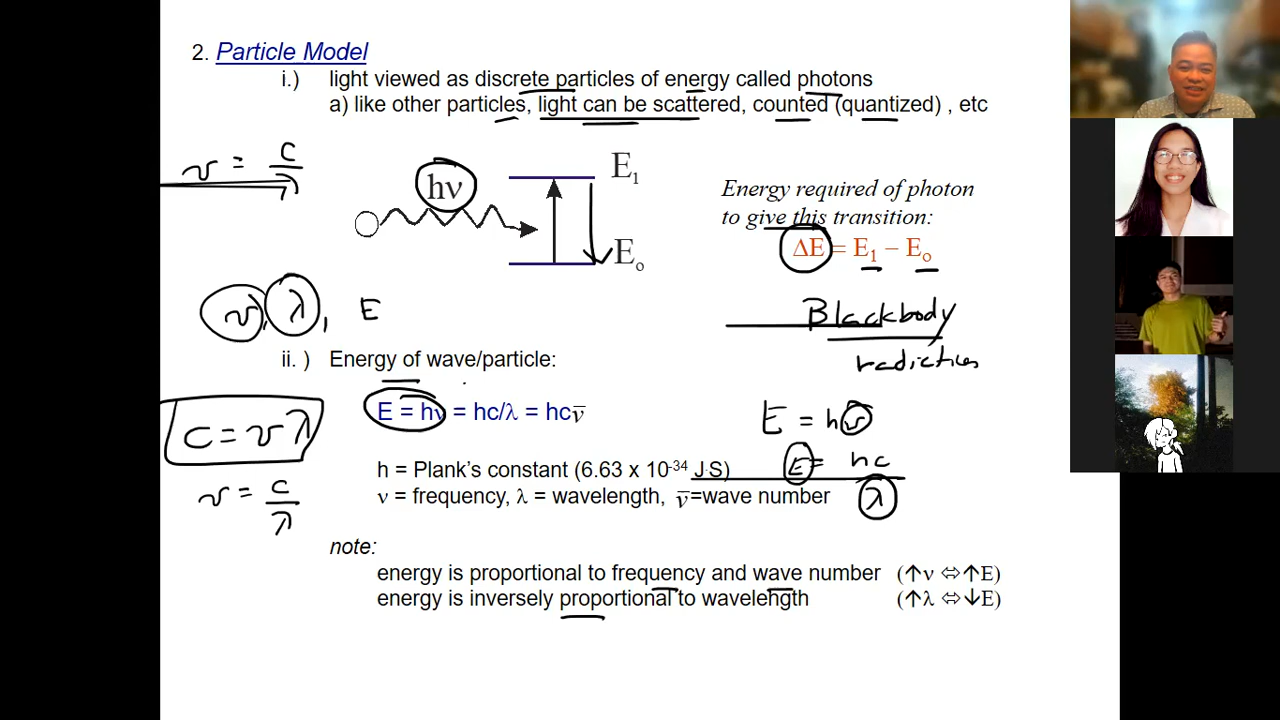 2. Particle Model
i.) light viewed as discrete particles of energy called photons
a) like other particles, light can be scattered, counted (quantized) , etc
ν = c/λ
hν
E₁
Eₒ
Energy required of photon
to give this transition:
ΔE = E₁ − Eₒ
ν, λ, E
Blackbody
radiation
ii. ) Energy of wave/particle:
E = hν = hc/λ = hcν̅
C = νλ
ν = c/λ
E = hν
E = hc/λ
h = Plank's constant (6.63 x 10⁻³⁴ J·S)
ν = frequency, λ = wavelength, ν̅=wave number
note:
energy is proportional to frequency and wave number (↑ν ⇔↑E)
energy is inversely proportional to wavelength (↑λ ⇔↓E)